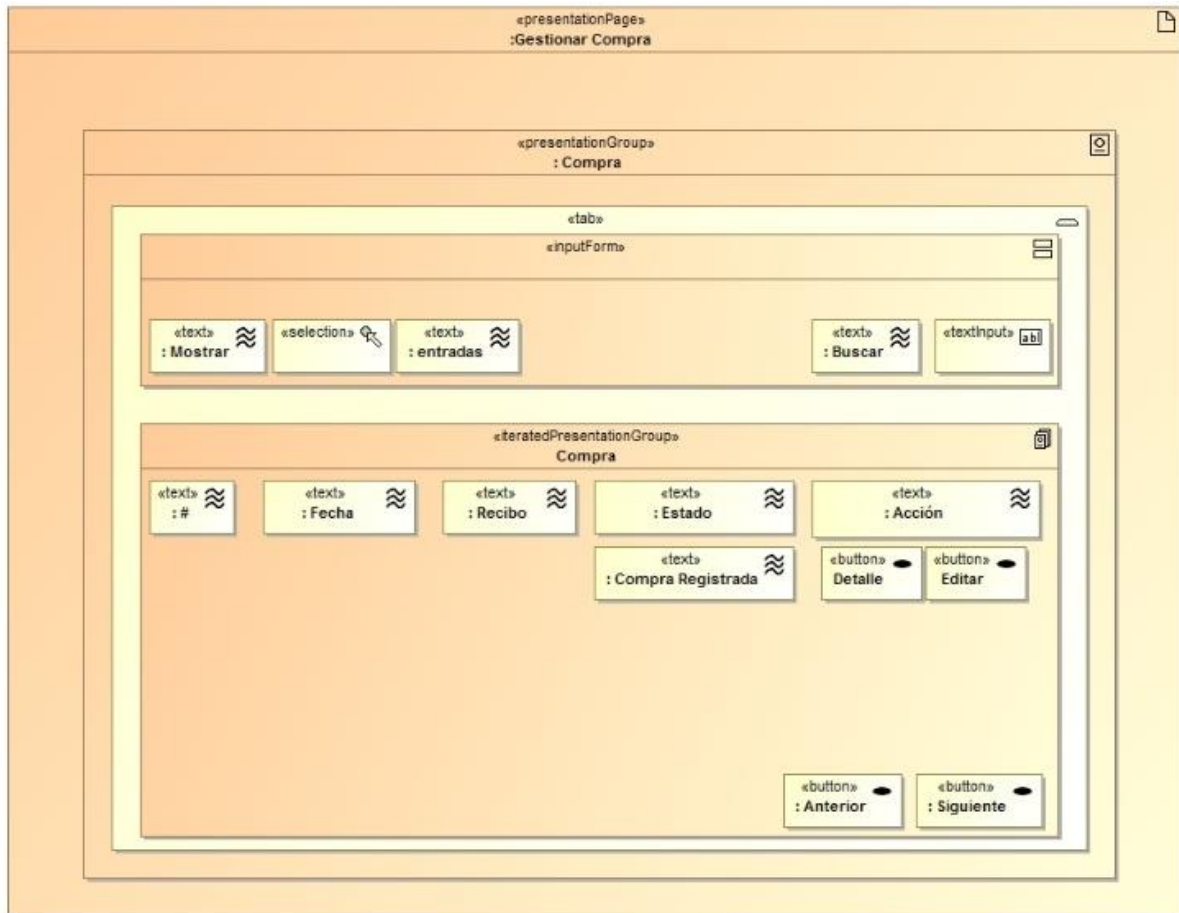 «presentationPage»
:Gestionar Compra
«presentationGroup»
: Compra
«tab»
«inputForm»
«text»
: Mostrar
«selection»
«text»
: entradas
«text»
: Buscar
«textInput»
ab|
«iteratedPresentationGroup»
Compra
«text»
: #
«text»
: Fecha
«text»
: Recibo
«text»
: Estado
«text»
: Acción
«text»
: Compra Registrada
«button»
Detalle
«button»
Editar
«button»
: Anterior
«button»
: Siguiente